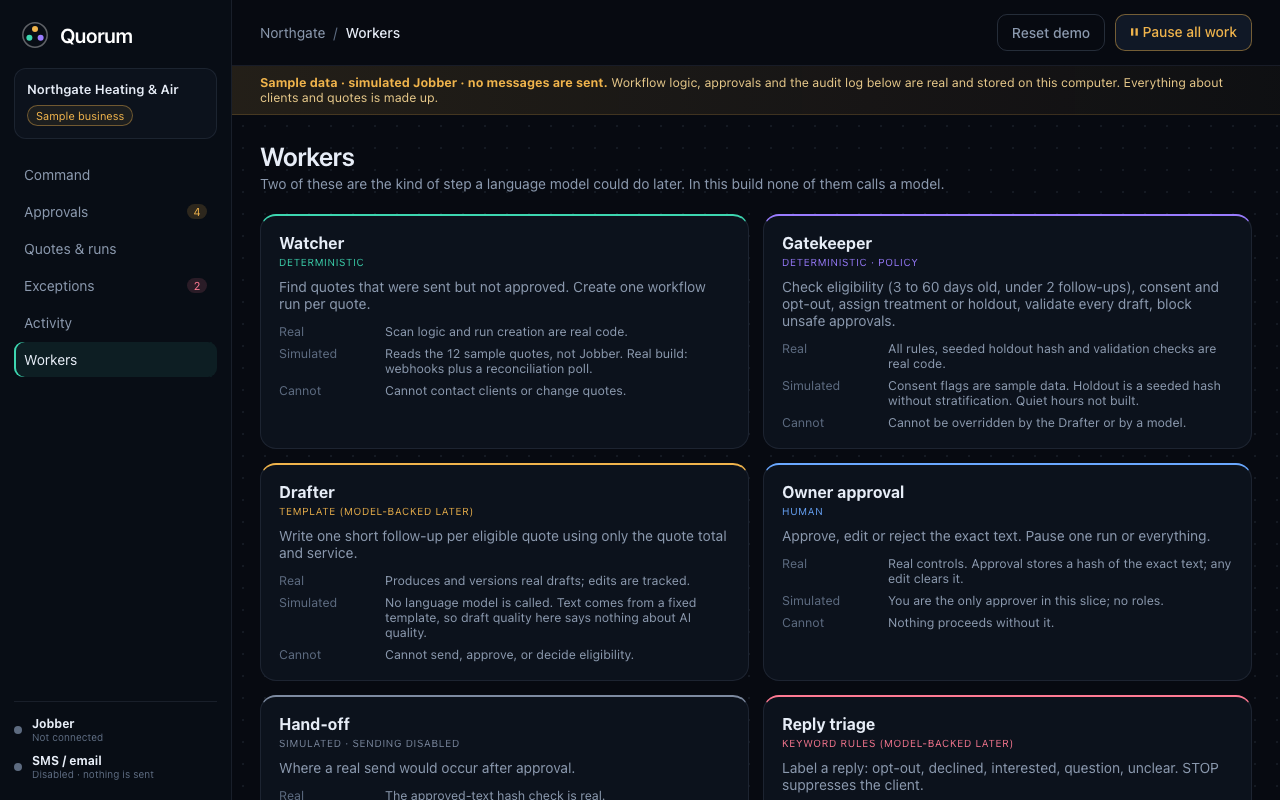 Quorum
Northgate Heating & Air
Sample business
Command
Approvals 4
Quotes & runs
Exceptions 2
Activity
Workers
Jobber
Not connected
SMS / email
Disabled · nothing is sent
Northgate / Workers
Reset demo
Pause all work
Sample data · simulated Jobber · no messages are sent. Workflow logic, approvals and the audit log below are real and stored on this computer. Everything about
clients and quotes is made up.
Workers
Two of these are the kind of step a language model could do later. In this build none of them calls a model.
Watcher
DETERMINISTIC
Find quotes that were sent but not approved. Create one workflow
run per quote.
Real Scan logic and run creation are real code.
Simulated Reads the 12 sample quotes, not Jobber. Real build:
webhooks plus a reconciliation poll.
Cannot Cannot contact clients or change quotes.
Gatekeeper
DETERMINISTIC · POLICY
Check eligibility (3 to 60 days old, under 2 follow-ups), consent and
opt-out, assign treatment or holdout, validate every draft, block
unsafe approvals.
Real All rules, seeded holdout hash and validation checks are
real code.
Simulated Consent flags are sample data. Holdout is a seeded hash
without stratification. Quiet hours not built.
Cannot Cannot be overridden by the Drafter or by a model.
Drafter
TEMPLATE (MODEL-BACKED LATER)
Write one short follow-up per eligible quote using only the quote total
and service.
Real Produces and versions real drafts; edits are tracked.
Simulated No language model is called. Text comes from a fixed
template, so draft quality here says nothing about AI
quality.
Cannot Cannot send, approve, or decide eligibility.
Owner approval
HUMAN
Approve, edit or reject the exact text. Pause one run or everything.
Real Real controls. Approval stores a hash of the exact text; any
edit clears it.
Simulated You are the only approver in this slice; no roles.
Cannot Nothing proceeds without it.
Hand-off
SIMULATED · SENDING DISABLED
Where a real send would occur after approval.
Real The approved-text hash check is real.
Reply triage
KEYWORD RULES (MODEL-BACKED LATER)
Label a reply: opt-out, declined, interested, question, unclear. STOP
suppresses the client.